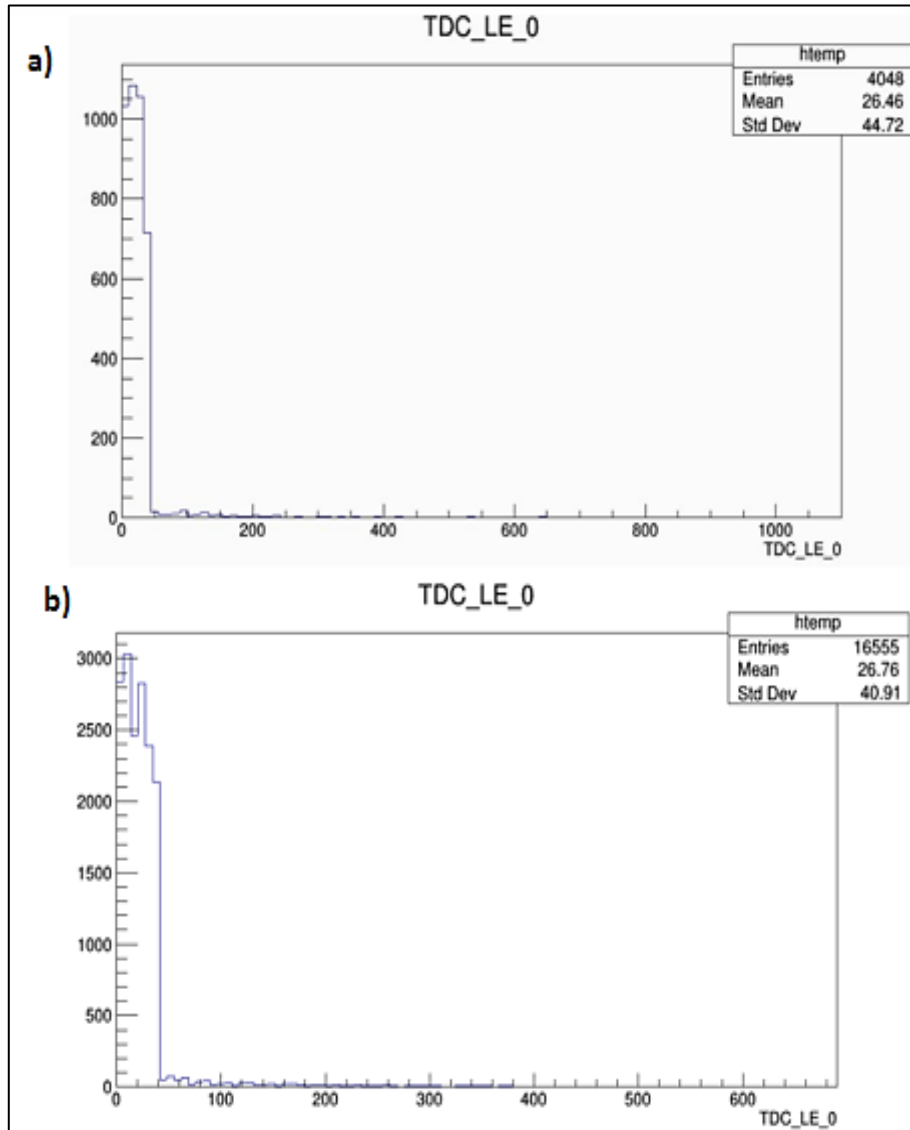 TDC_LE_0
a)
htemp
Entries 4048
Mean 26.46
Std Dev 44.72
1000
800
600
400
200
0
0 200 400 600 800 1000
TDC_LE_0
TDC_LE_0
b)
htemp
Entries 16555
Mean 26.76
Std Dev 40.91
3000
2500
2000
1500
1000
500
0
0 100 200 300 400 500 600
TDC_LE_0